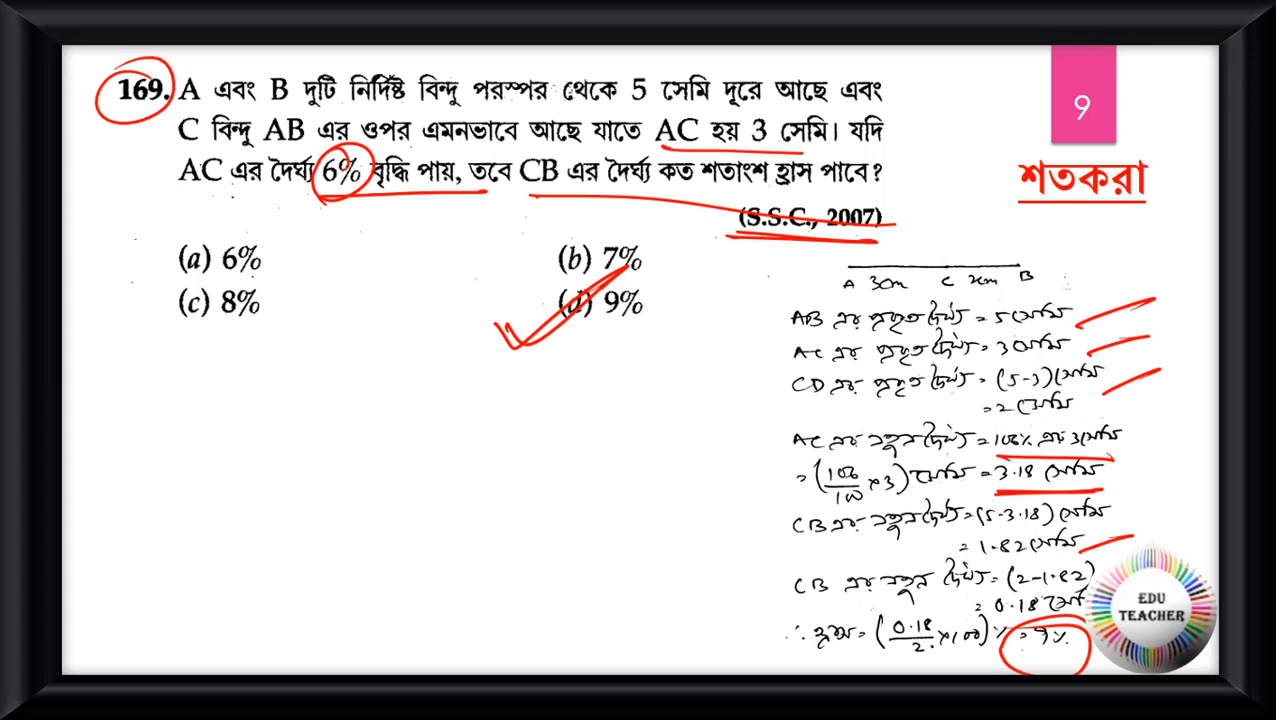 169. A এবং B দুটি নির্দিষ্ট বিন্দু পরস্পর থেকে 5 সেমি দূরে আছে এবং
C বিন্দু AB এর ওপর এমনভাবে আছে যাতে AC হয় 3 সেমি। যদি
AC এর দৈর্ঘ্য 6% বৃদ্ধি পায়, তবে CB এর দৈর্ঘ্য কত শতাংশ হ্রাস পাবে?
(S.S.C., 2007)
(a) 6% (b) 7%
(c) 8% (d) 9%
9
শতকরা
A 3cm C 2cm B
AB এর প্রকৃত দৈর্ঘ্য = 5 সেমি
AC এর প্রকৃত দৈর্ঘ্য = 3 সেমি
CD এর প্রকৃত দৈর্ঘ্য = (5-3) সেমি
= 2 সেমি
AC এর নতুন দৈর্ঘ্য = 106% এর 3 সেমি
= (106/100 × 3) সেমি = 3.18 সেমি
CB এর নতুন দৈর্ঘ্য = (5-3.18) সেমি
= 1.82 সেমি
CB এর নতুন দৈর্ঘ্য = (2-1.82)
= 0.18 সেমি
∴ হ্রাস = (0.18/2 × 100) % = 9%
EDU
TEACHER